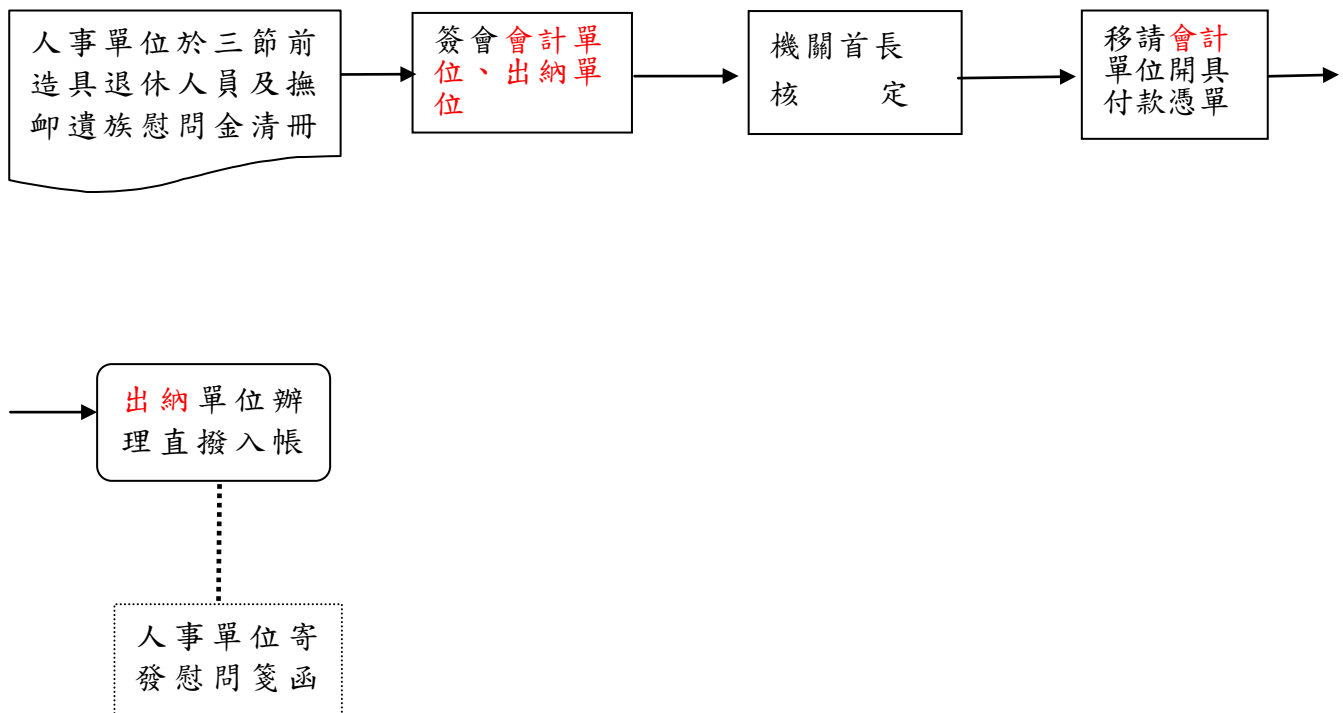 人事單位於三節前
造具退休人員及撫
卹遺族慰問金清冊
簽會會計單
位、出納單
位
機關首長
核 定
移請會計
單位開具
付款憑單
出納單位辦
理直撥入帳
人事單位寄
發慰問箋函